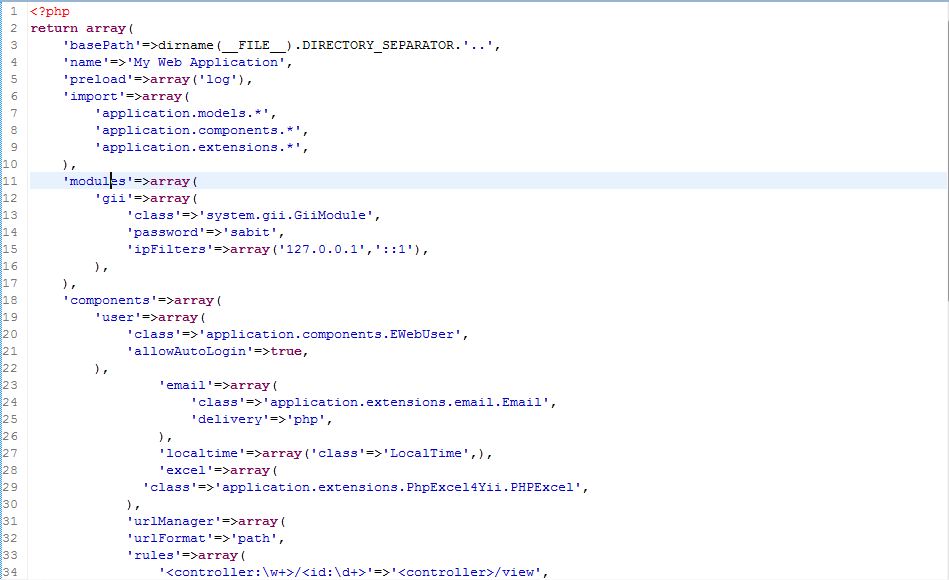 1 <?php
2 return array(
3     'basePath'=>dirname(__FILE__).DIRECTORY_SEPARATOR.'..',
4     'name'=>'My Web Application',
5     'preload'=>array('log'),
6     'import'=>array(
7         'application.models.*',
8         'application.components.*',
9         'application.extensions.*',
10     ),
11     'modules'=>array(
12         'gii'=>array(
13             'class'=>'system.gii.GiiModule',
14             'password'=>'sabit',
15             'ipFilters'=>array('127.0.0.1','::1'),
16         ),
17     ),
18     'components'=>array(
19         'user'=>array(
20             'class'=>'application.components.EWebUser',
21             'allowAutoLogin'=>true,
22         ),
23                 'email'=>array(
24                     'class'=>'application.extensions.email.Email',
25                     'delivery'=>'php',
26                 ),
27                 'localtime'=>array('class'=>'LocalTime',),
28                 'excel'=>array(
29               'class'=>'application.extensions.PhpExcel4Yii.PHPExcel',
30             ),
31             'urlManager'=>array(
32             'urlFormat'=>'path',
33             'rules'=>array(
34                 '<controller:\w+>/<id:\d+>'=>'<controller>/view',